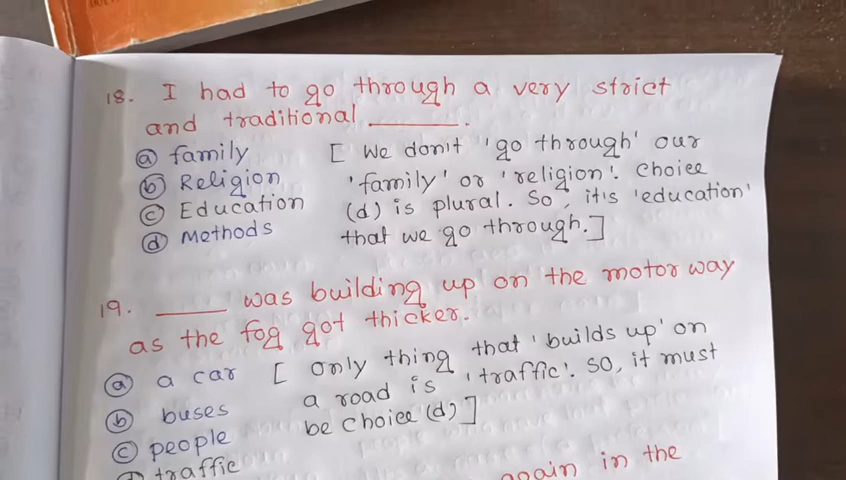 18. I had to go through a very strict
and traditional ______.
(a) family [ We don't 'go through' our
(b) Religion 'family' or 'religion'. Choice
(c) Education (d) is plural. So, it's 'education'
(d) Methods that we go through.]
19. ______ was building up on the motor way
as the fog got thicker.
(a) a car [ Only thing that 'builds up' on
(b) buses a road is 'traffic'. So, it must
(c) people be choice (d) ]
(d) traffic
again in the